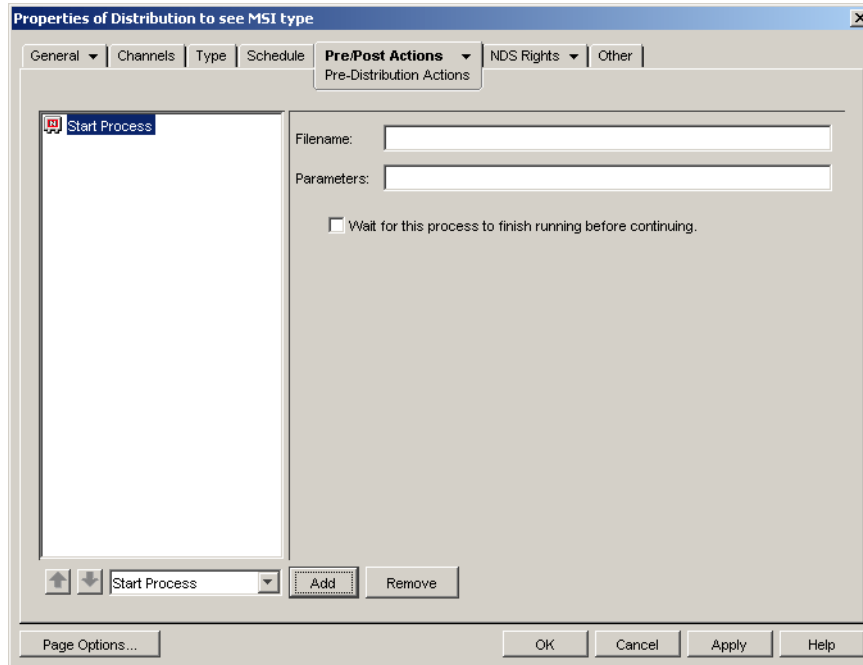 Properties of Distribution to see MSI type
General Channels Type Schedule Pre/Post Actions NDS Rights Other
Pre-Distribution Actions
Start Process
Filename:
Parameters:
Wait for this process to finish running before continuing.
Start Process Add Remove
Page Options... OK Cancel Apply Help